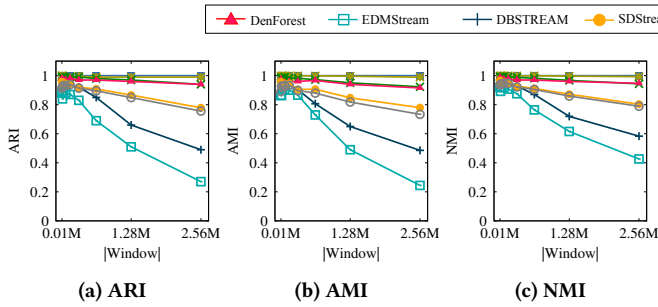 DenForest EDMStream DBSTREAM
1
0.8
0.6
0.4
0.2
0
ARI
0.01M 1.28M 2.56M
|Window|
(a) ARI
1
0.8
0.6
0.4
0.2
0
AMI
0.01M 1.28M 2.56M
|Window|
(b) AMI
1
0.8
0.6
0.4
0.2
0
NMI
0.01M 1.28M 2.56M
|Window|
(c) NMI